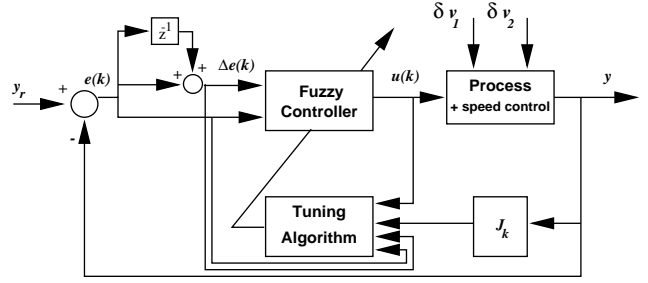 δ v₁ δ v₂
z⁻¹
e(k) + + Δe(k) u(k) y
yᵣ +
-
Fuzzy
Controller
Process
+ speed control
Tuning
Algorithm
Jₖ